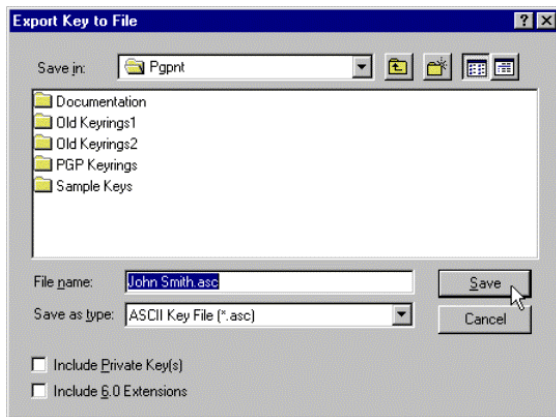 Export Key to File
Save in: Pgpnt
Documentation
Old Keyrings1
Old Keyrings2
PGP Keyrings
Sample Keys
File name: John Smith.asc Save
Save as type: ASCII Key File (*.asc) Cancel
Include Private Key(s)
Include 6.0 Extensions